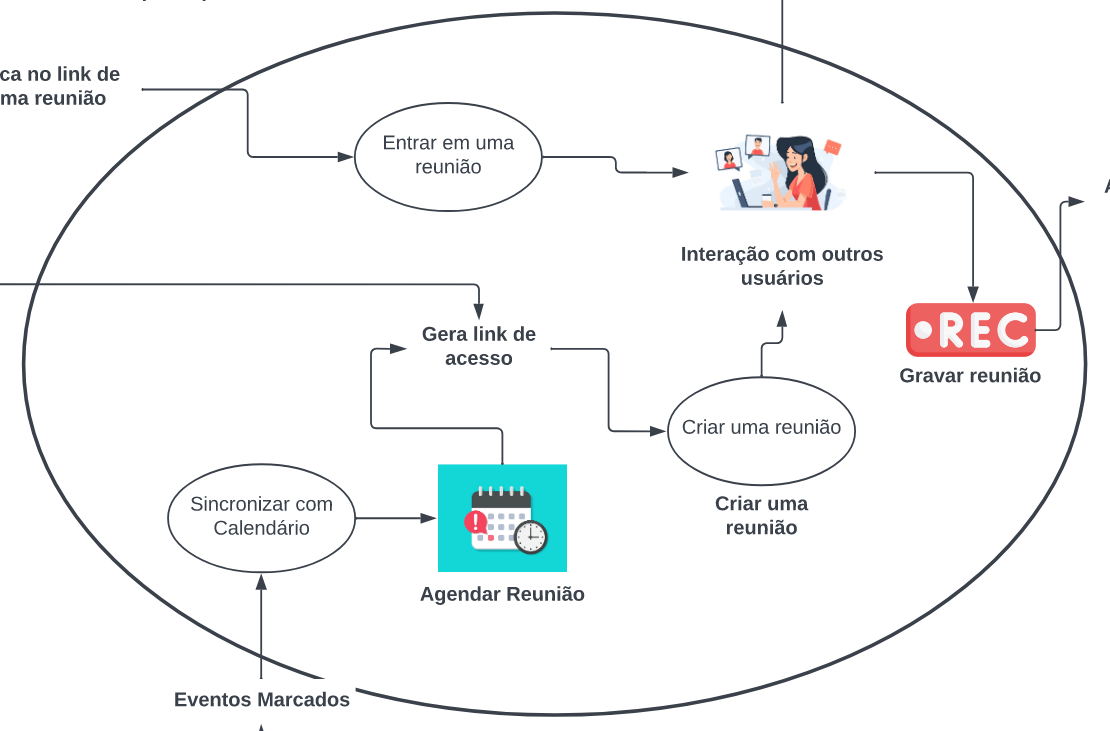 ca no link de
ma reunião
Entrar em uma
reunião
Interação com outros
usuários
REC
Gravar reunião
Gera link de
acesso
Criar uma reunião
Criar uma
reunião
Sincronizar com
Calendário
Agendar Reunião
Eventos Marcados